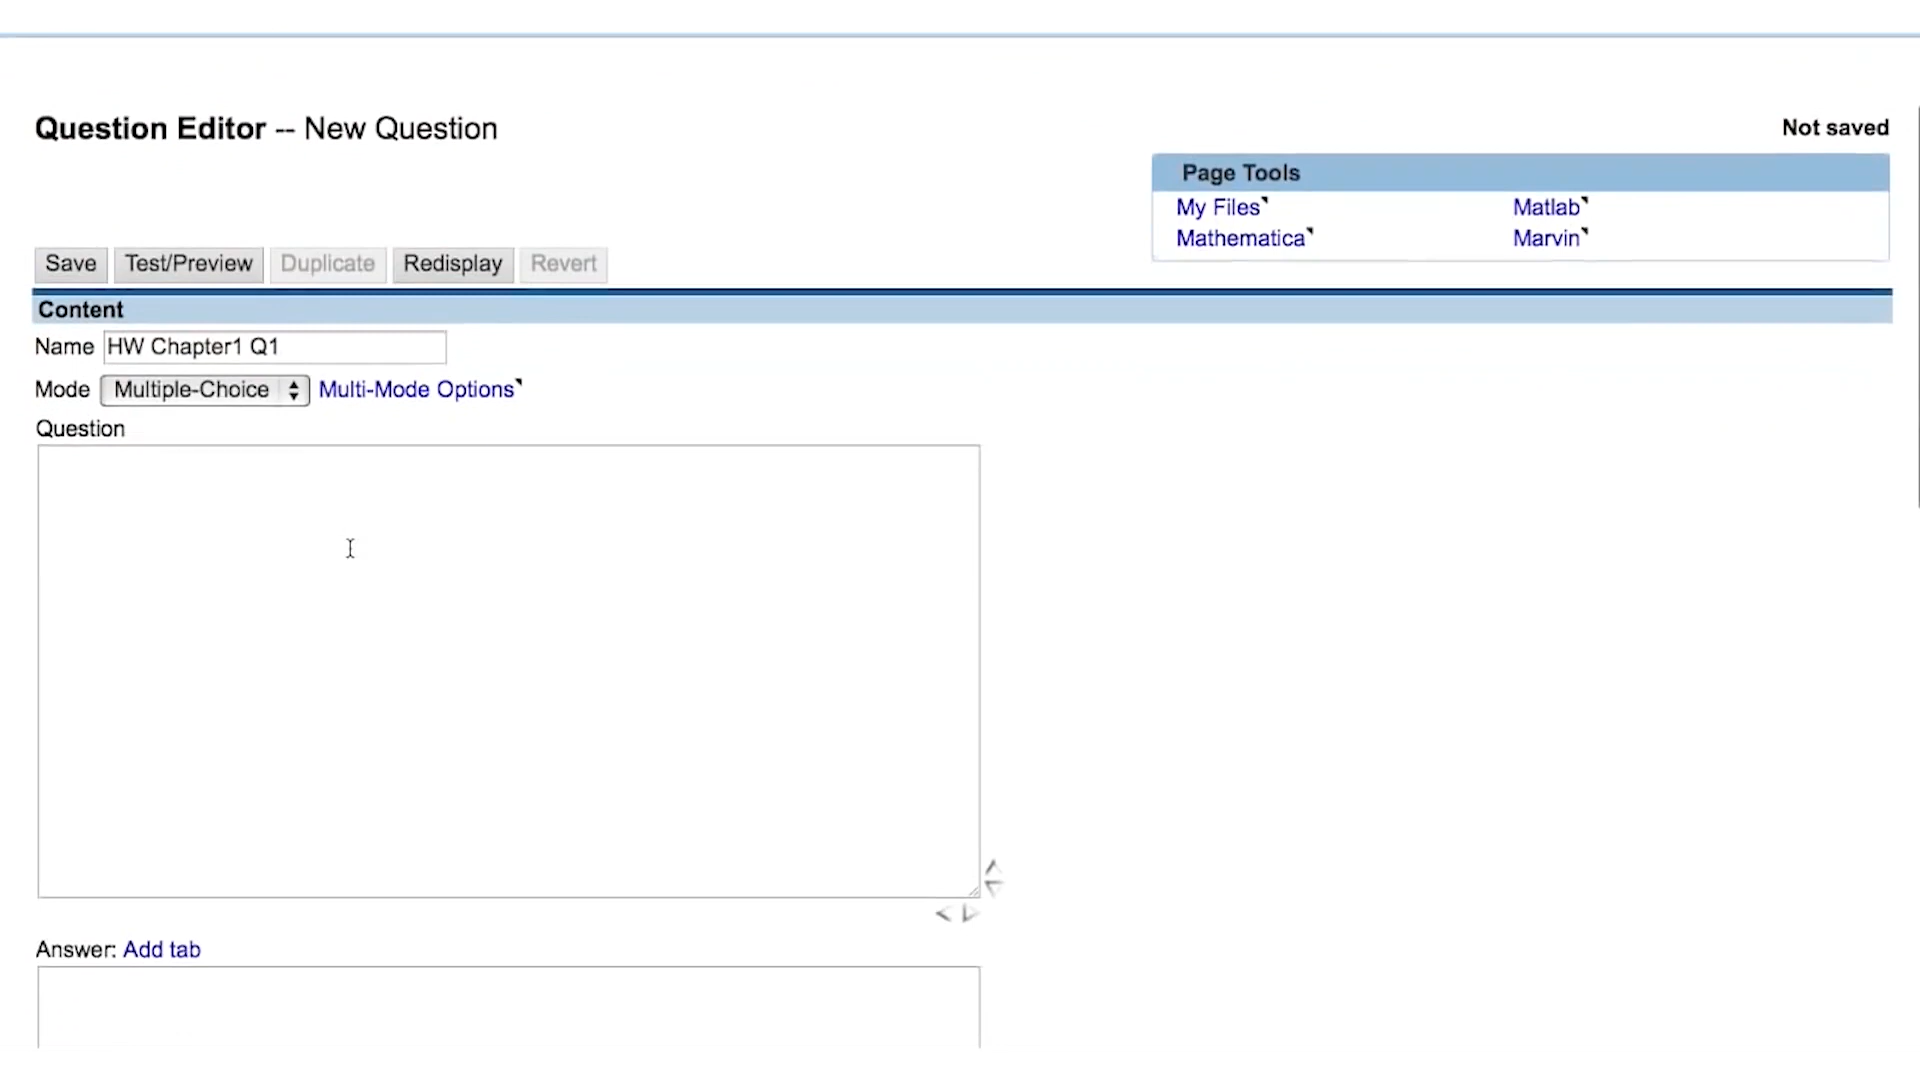 Question Editor -- New Question
Not saved
Page Tools
My Files
Matlab
Mathematica
Marvin
Save Test/Preview Duplicate Redisplay Revert
Content
Name HW Chapter1 Q1
Mode Multiple-Choice Multi-Mode Options
Question
Answer: Add tab